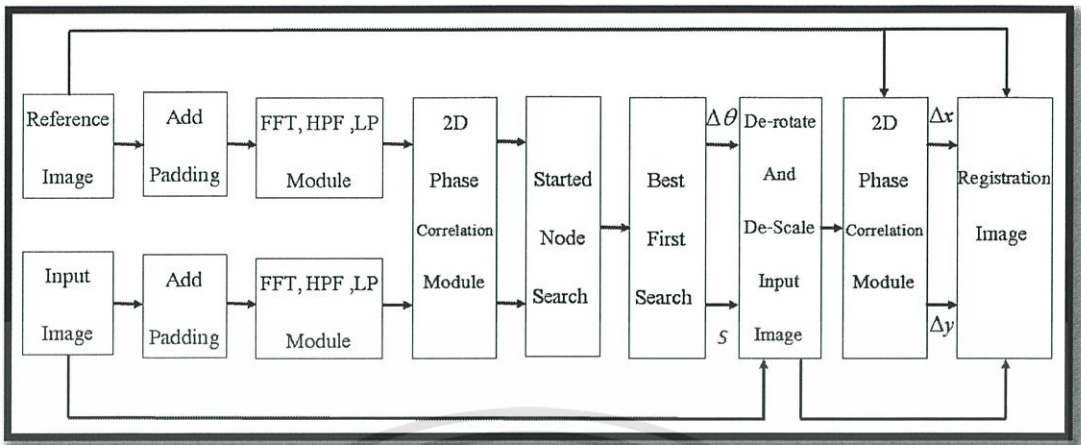 Reference
Image
Add
Padding
FFT, HPF ,LP
Module
Input
Image
Add
Padding
FFT, HPF ,LP
Module
2D
Phase
Correlation
Module
Started
Node
Search
Best
First
Search
Δθ
S
De-rotate
And
De-Scale
Input
Image
2D
Phase
Correlation
Module
Δx
Δy
Registration
Image